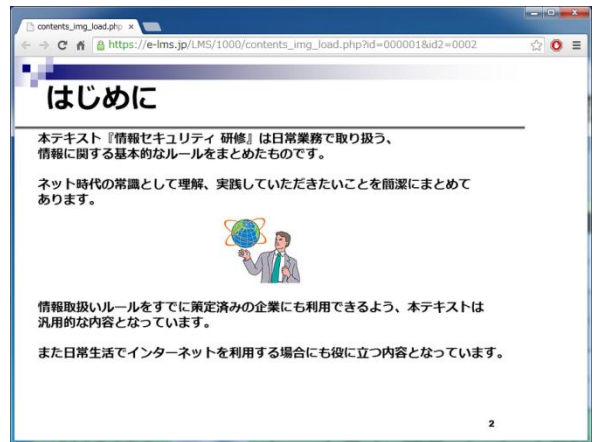 contents_img_load.php
https://e-lms.jp/LMS/1000/contents_img_load.php?id=000001&id2=0002
はじめに
本テキスト『情報セキュリティ 研修』は日常業務で取り扱う、
情報に関する基本的なルールをまとめたものです。
ネット時代の常識として理解、実践していただきたいことを簡潔にまとめて
あります。
情報取扱いルールをすでに策定済みの企業にも利用できるよう、本テキストは
汎用的な内容となっています。
また日常生活でインターネットを利用する場合にも役に立つ内容となっています。
2